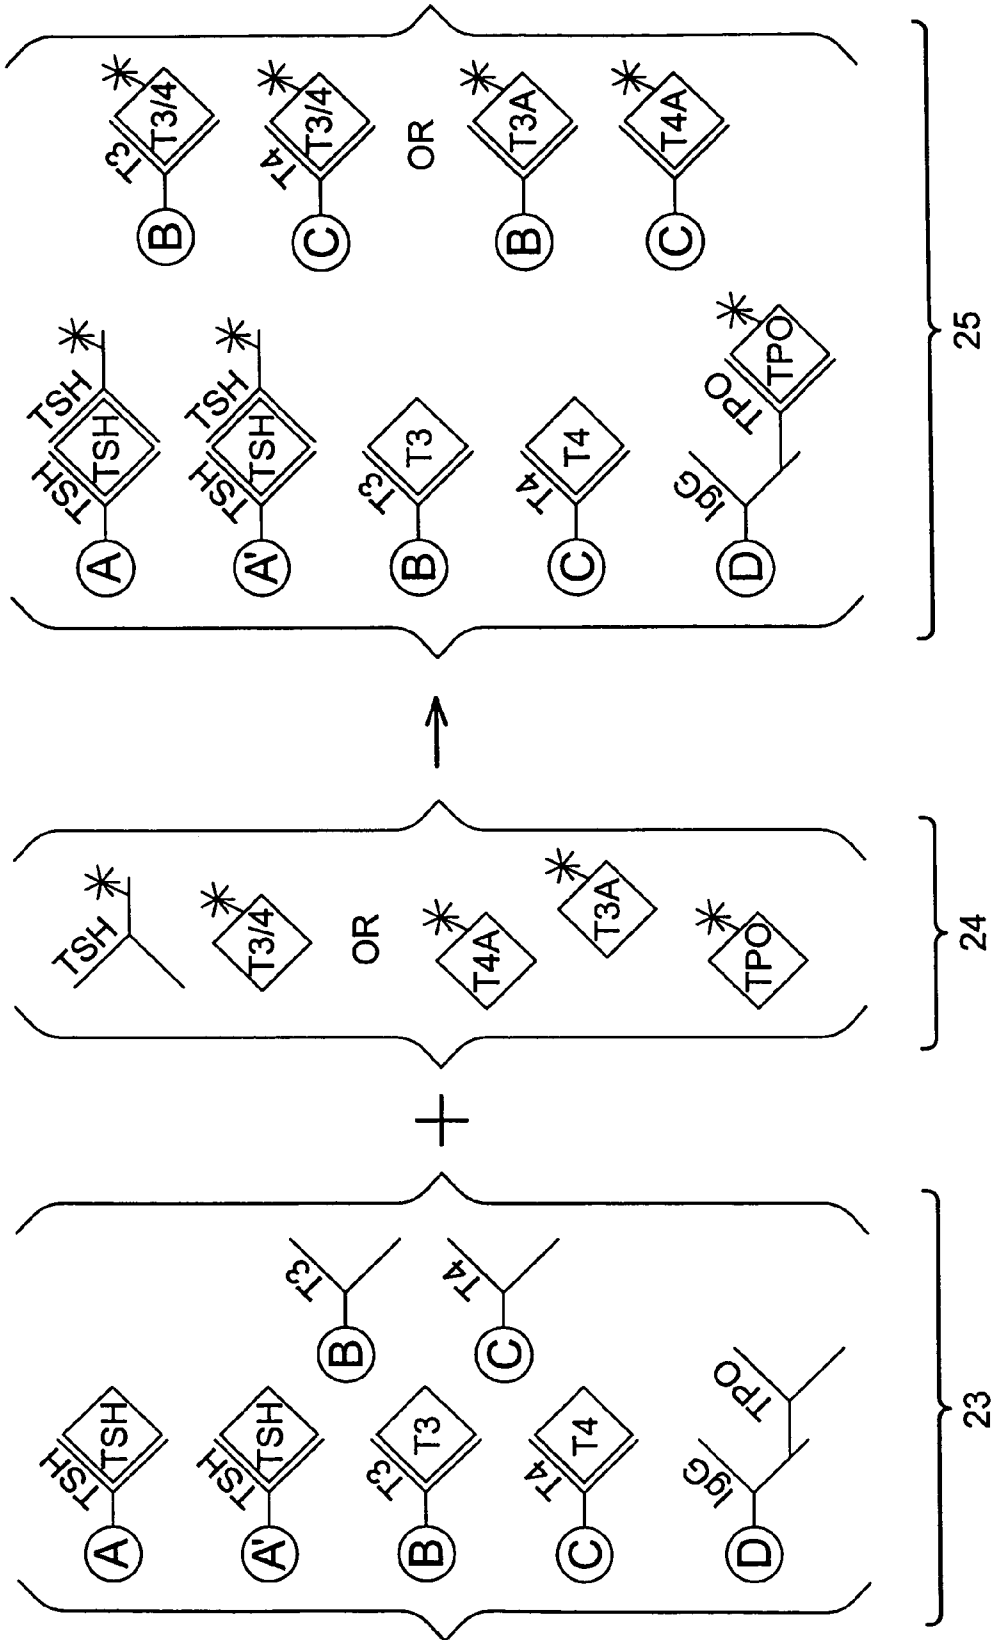 TSH
A TSH
TSH
A' TSH
T3
B T3
T4
C T4
IgG TPO
D
T3
B
T4
C
23
+
TSH *
T3/4 *
OR
T4A *
T3A *
TPO *
24
→
TSH TSH *
A TSH
TSH TSH *
A' TSH
T3
B T3
T4
C T4
IgG TPO
D TPO *
T3
B T3/4 *
T4
C T3/4 *
OR
B T3A *
C T4A *
25